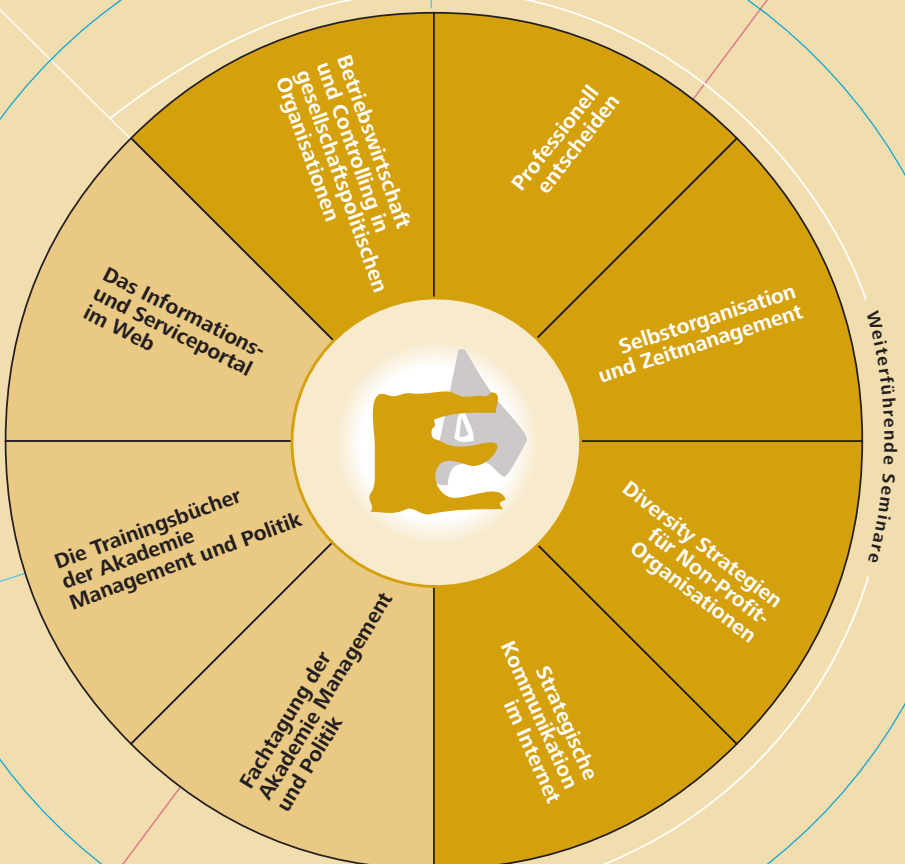 Betriebswirtschaft
und Controlling in
gesellschaftspolitischen
Organisationen
Professionell
entscheiden
Selbstorganisation
und Zeitmanagement
Weiterführende Seminare
Diversity Strategien
für Non-Profit-
Organisationen
Strategische
Kommunikation
im Internet
Fachtagung der
Akademie Management
und Politik
Die Trainingsbücher
der Akademie
Management und Politik
Das Informations-
und Serviceportal
im Web
E